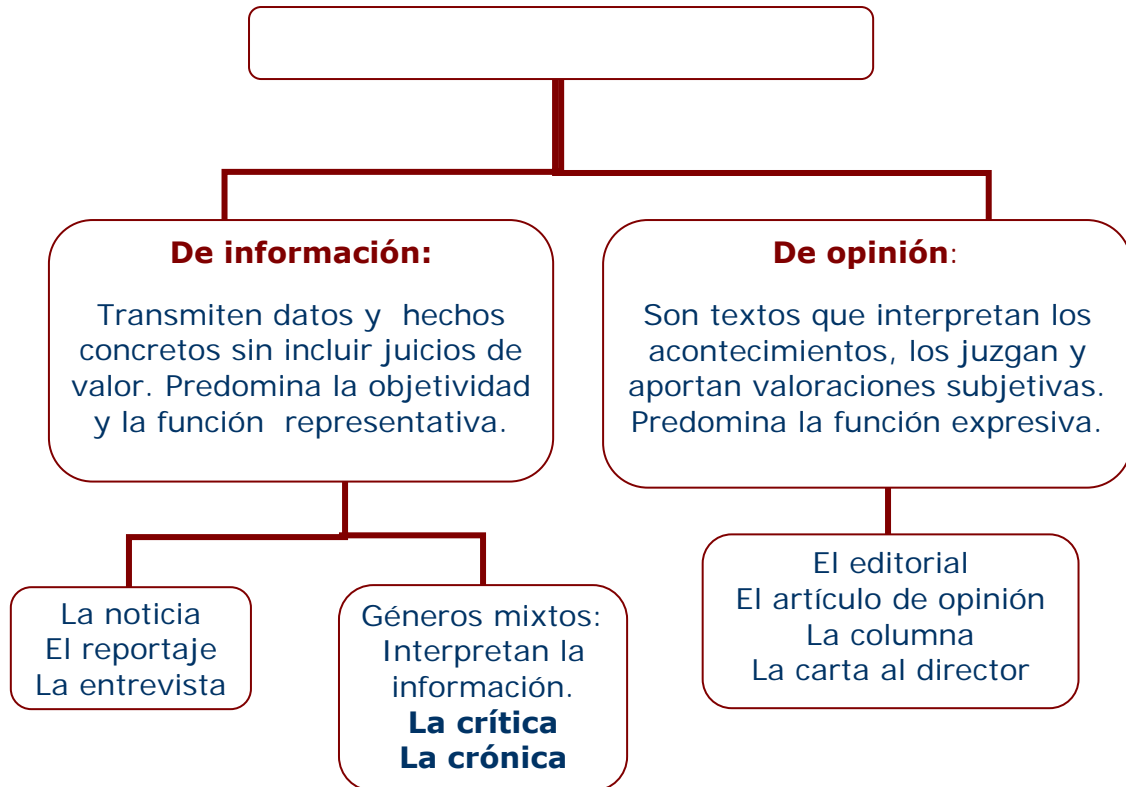 De información:
Transmiten datos y hechos
concretos sin incluir juicios de
valor. Predomina la objetividad
y la función representativa.
De opinión:
Son textos que interpretan los
acontecimientos, los juzgan y
aportan valoraciones subjetivas.
Predomina la función expresiva.
La noticia
El reportaje
La entrevista
Géneros mixtos:
Interpretan la
información.
La crítica
La crónica
El editorial
El artículo de opinión
La columna
La carta al director